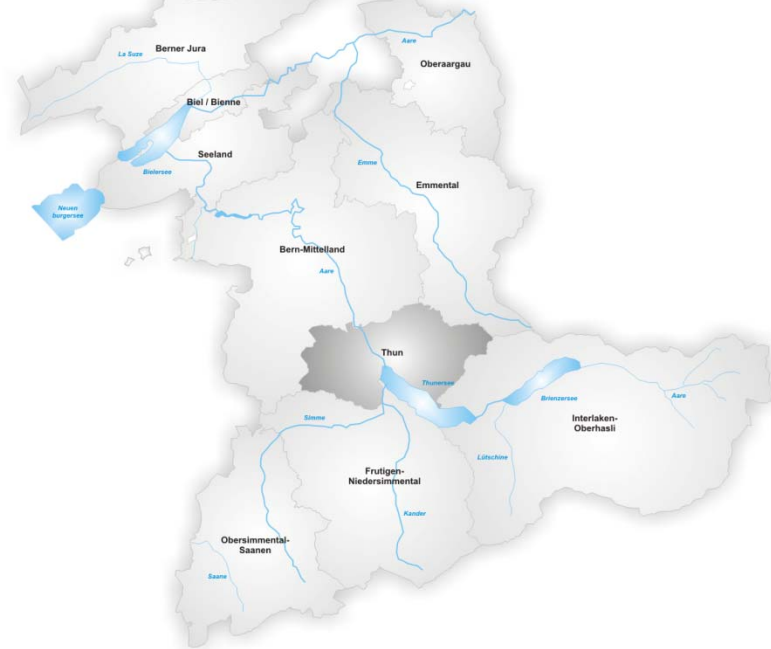 Aare
Berner Jura
La Suze
Oberaargau
Biel / Bienne
Seeland
Emme
Bielersee
Emmental
Neuen
burgersee
Bern-Mittelland
Aare
Thun
Thunersee
Brienzersee
Aare
Simme
Interlaken-
Oberhasli
Lütschine
Frutigen-
Niedersimmental
Kander
Obersimmental-
Saanen
Saane